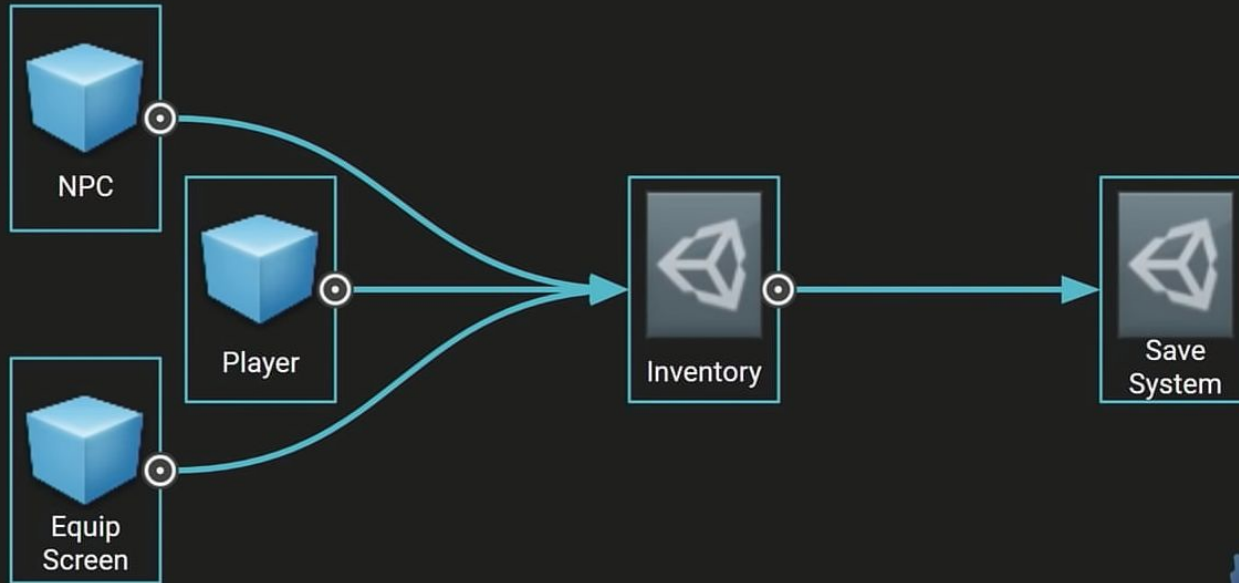 NPC
Player
Equip
Screen
Inventory
Save
System